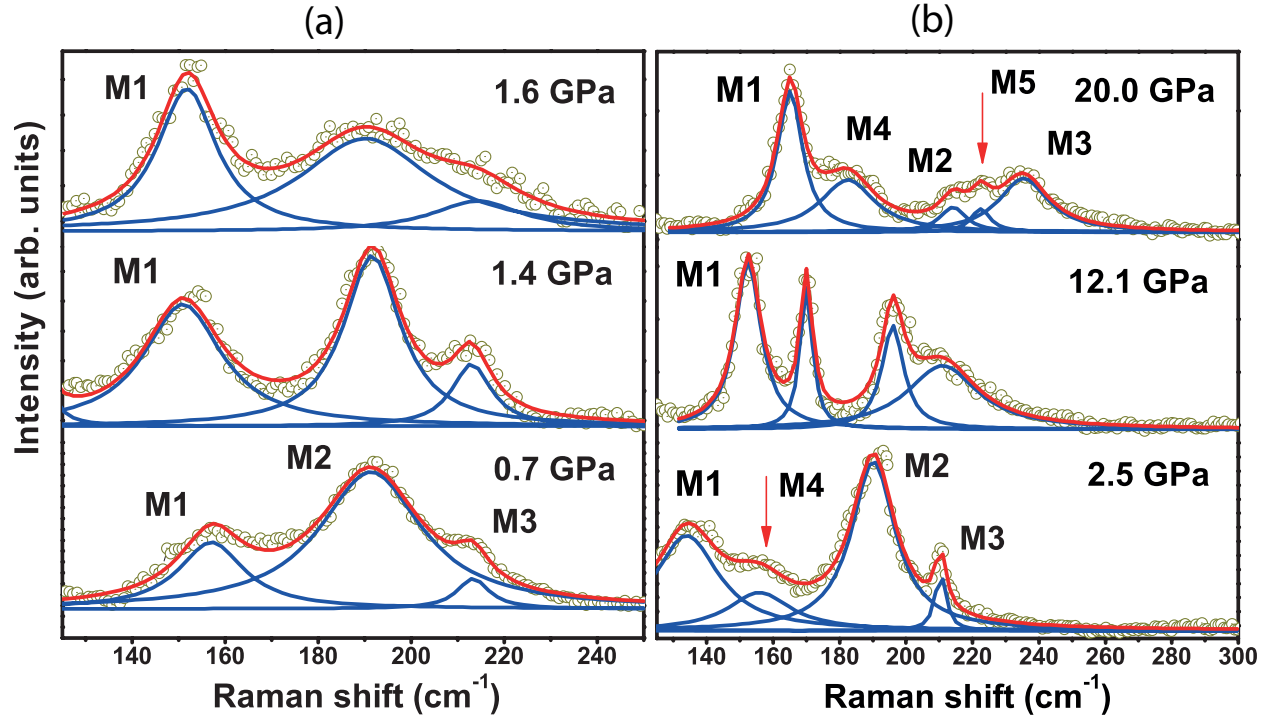 (a)
(b)
Intensity (arb. units)
M1
1.6 GPa
M1
1.4 GPa
M1
M2
M3
0.7 GPa
140 160 180 200 220 240
Raman shift (cm⁻¹)
M1
M4
M2
M5
M3
20.0 GPa
M1
12.1 GPa
M1
M4
M2
M3
2.5 GPa
140 160 180 200 220 240 260 280 300
Raman shift (cm⁻¹)